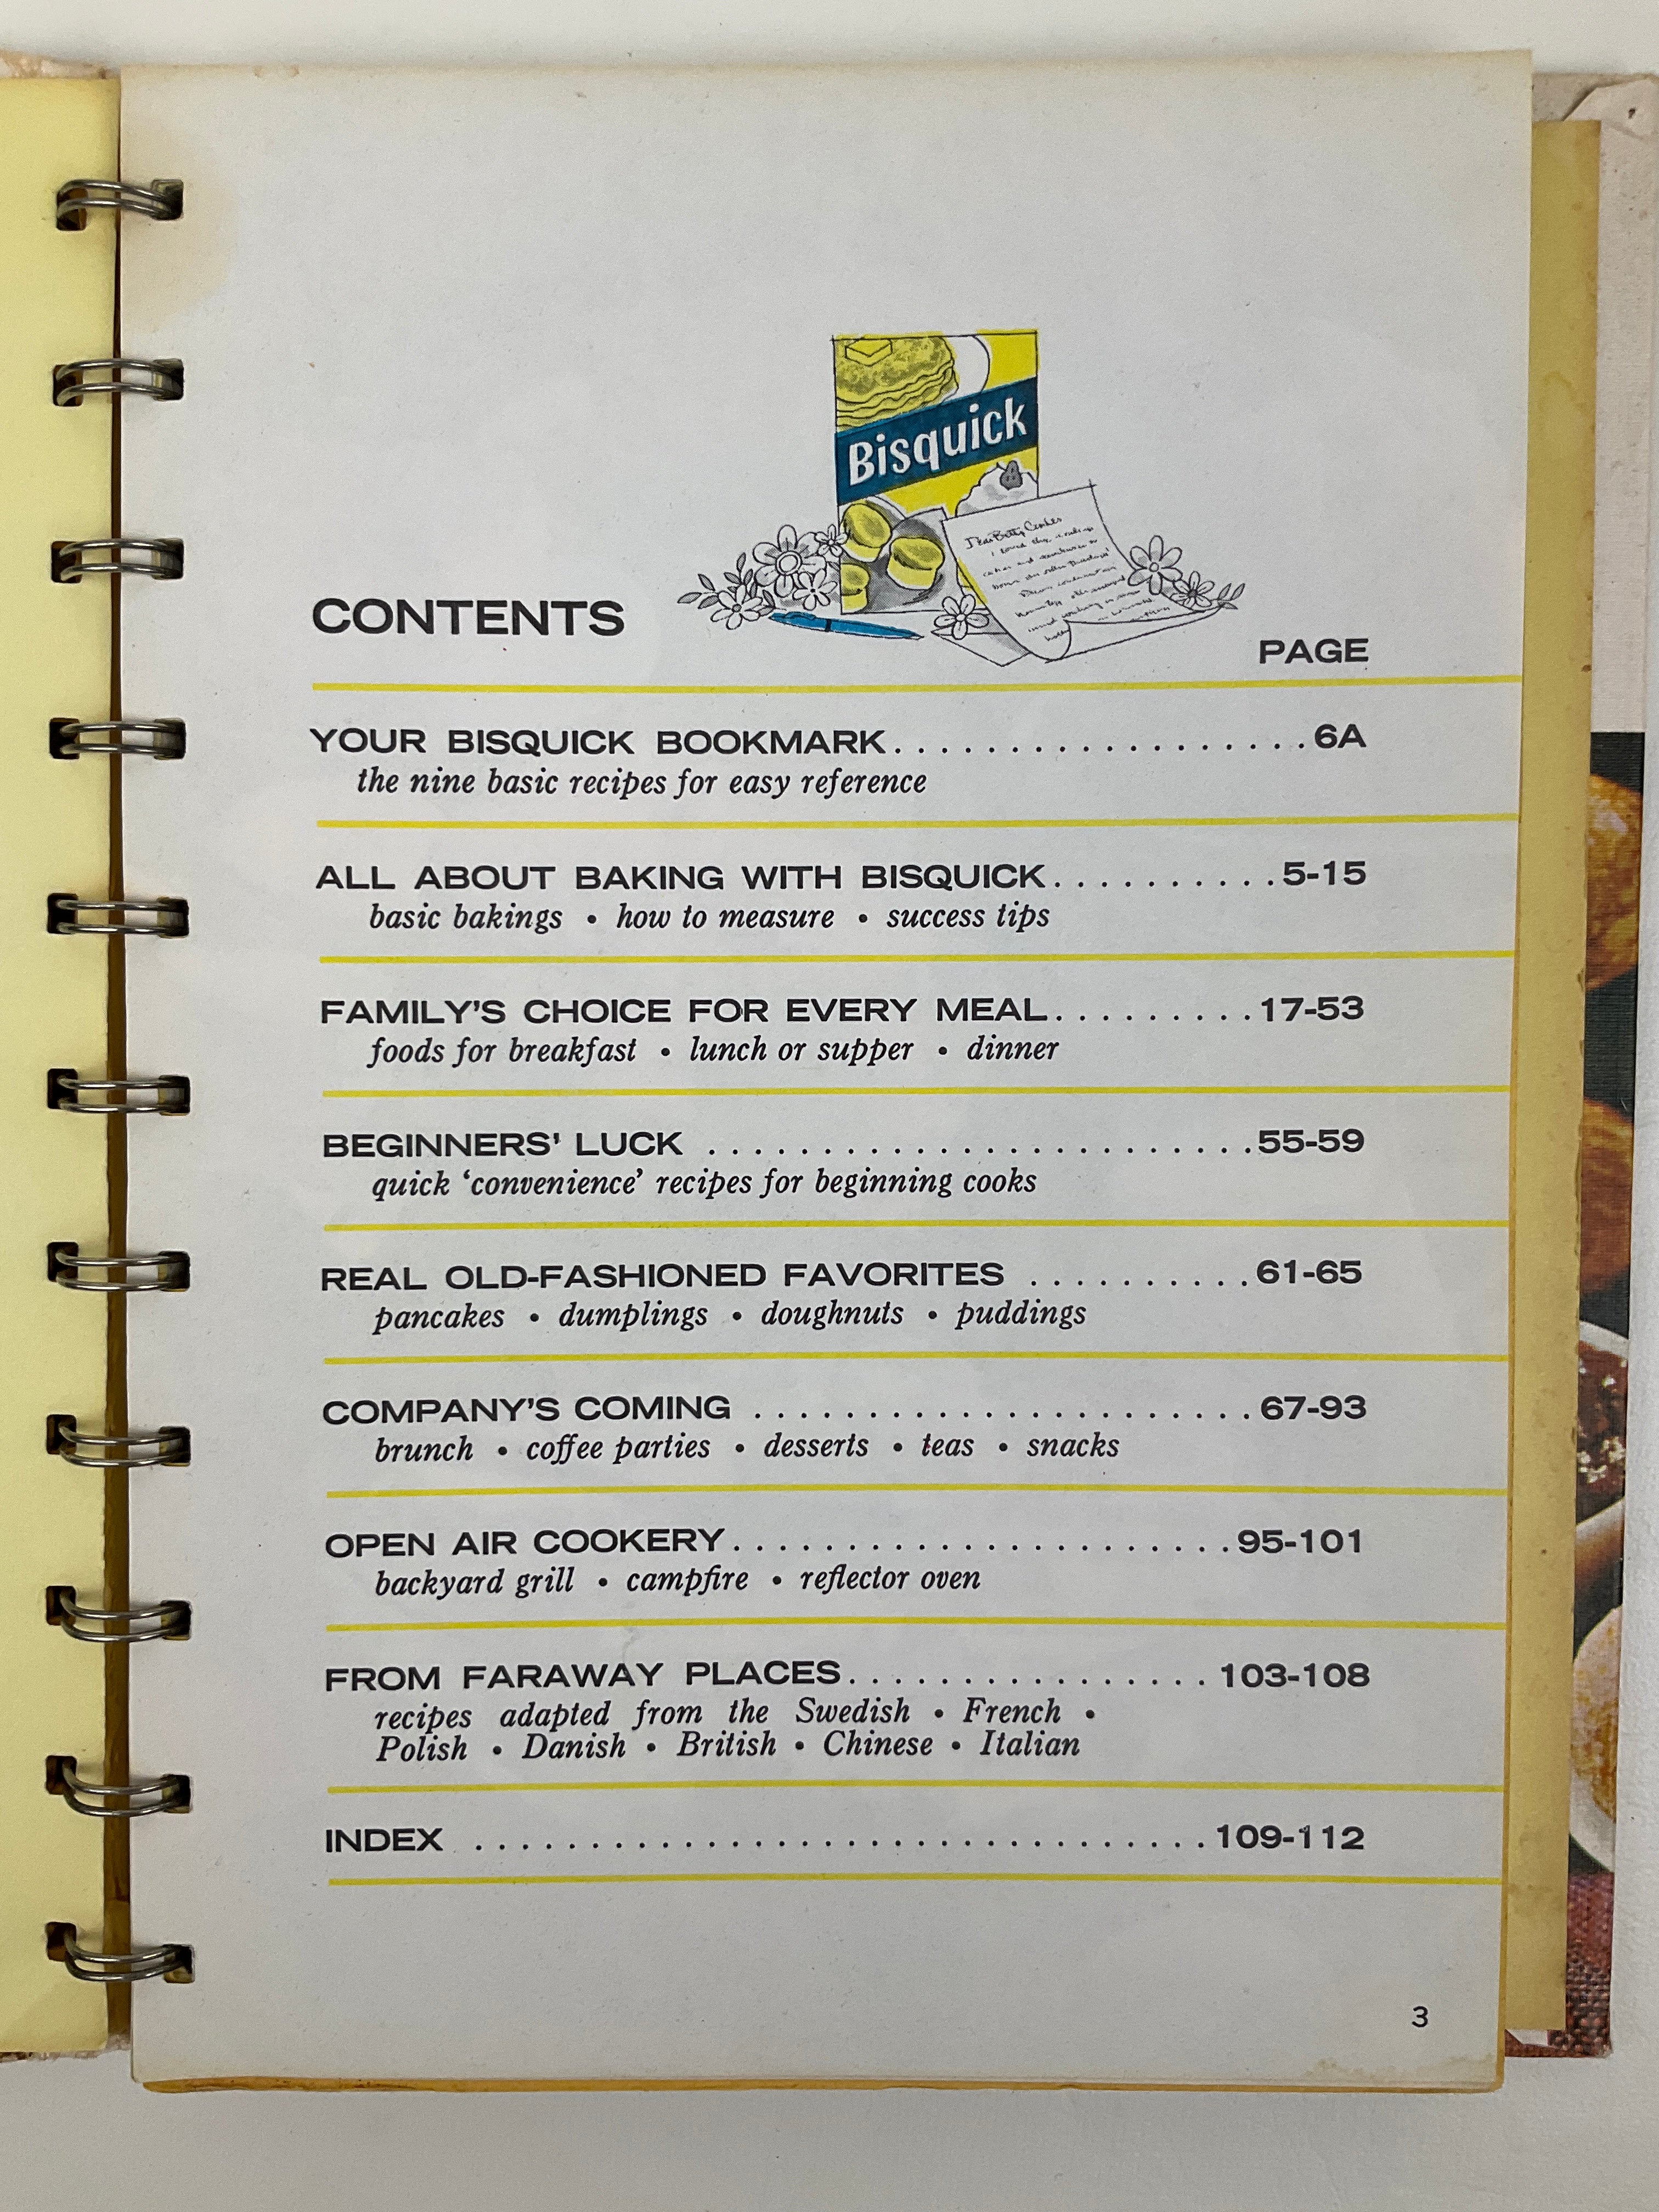 Bisquick
Dear Betty Crocker
CONTENTS
PAGE
YOUR BISQUICK BOOKMARK..................6A
the nine basic recipes for easy reference
ALL ABOUT BAKING WITH BISQUICK..........5-15
basic bakings • how to measure • success tips
FAMILY'S CHOICE FOR EVERY MEAL.........17-53
foods for breakfast • lunch or supper • dinner
BEGINNERS' LUCK ........................55-59
quick ‘convenience’ recipes for beginning cooks
REAL OLD-FASHIONED FAVORITES ..........61-65
pancakes • dumplings • doughnuts • puddings
COMPANY'S COMING ......................67-93
brunch • coffee parties • desserts • teas • snacks
OPEN AIR COOKERY......................95-101
backyard grill • campfire • reflector oven
FROM FARAWAY PLACES................103-108
recipes adapted from the Swedish • French •
Polish • Danish • British • Chinese • Italian
INDEX ................................109-112
3